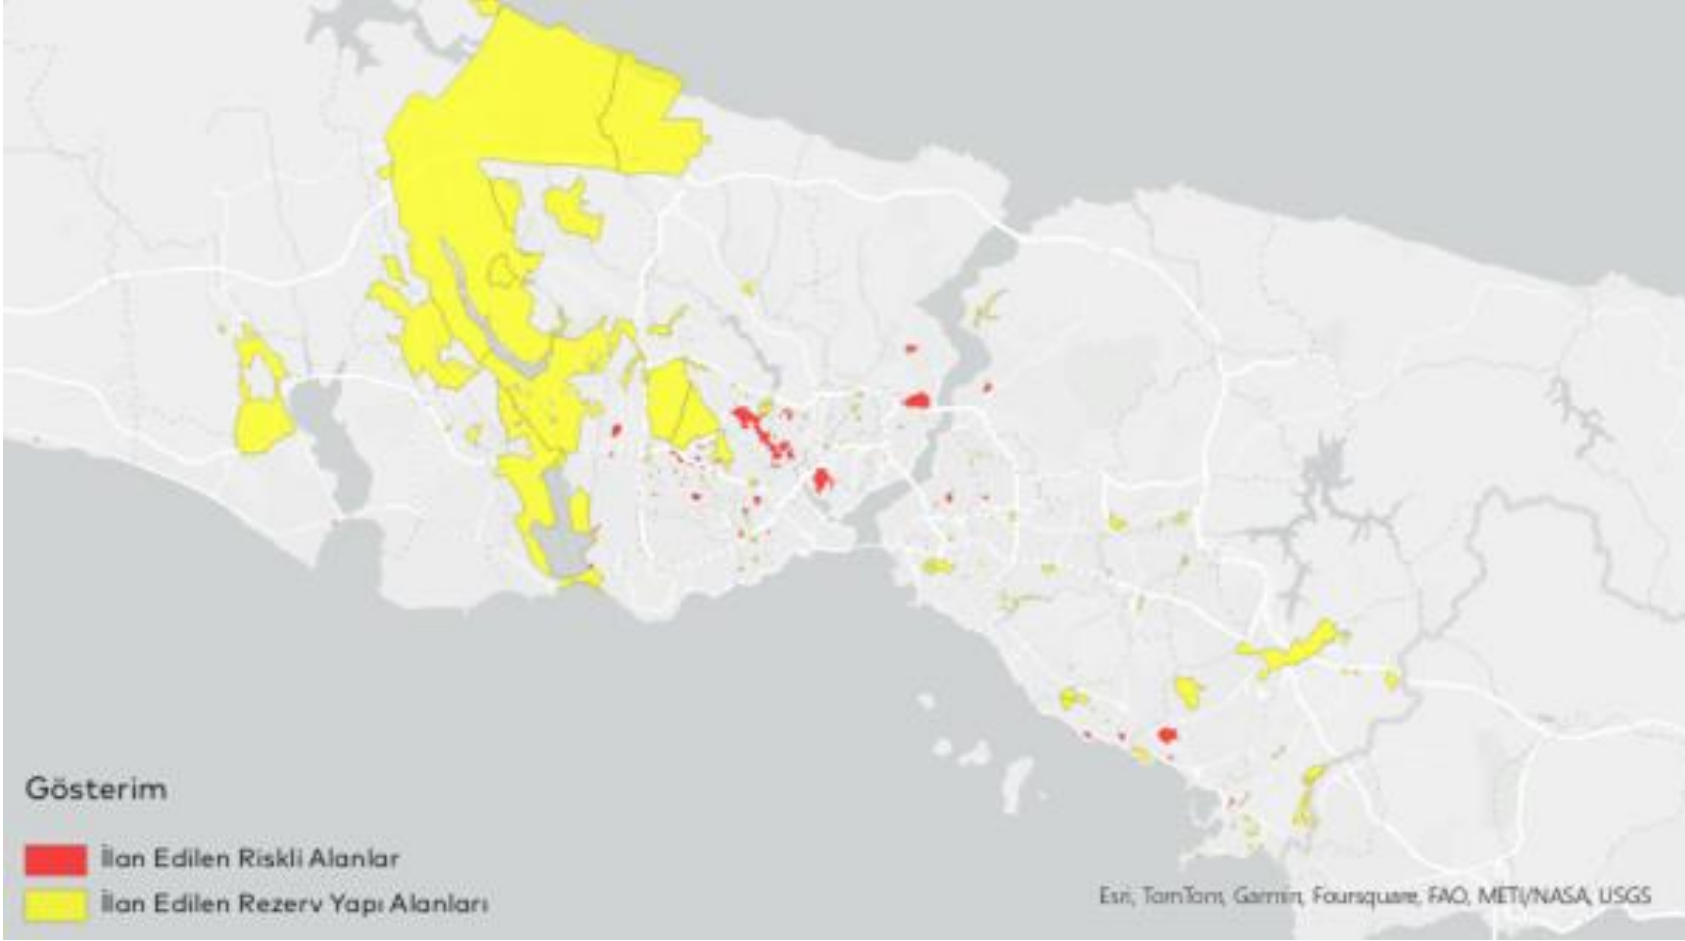 Gösterim
İlan Edilen Riskli Alanlar
İlan Edilen Rezerv Yapı Alanları
Esri, TomTom, Garmin, Foursquare, FAO, METI/NASA, USGS